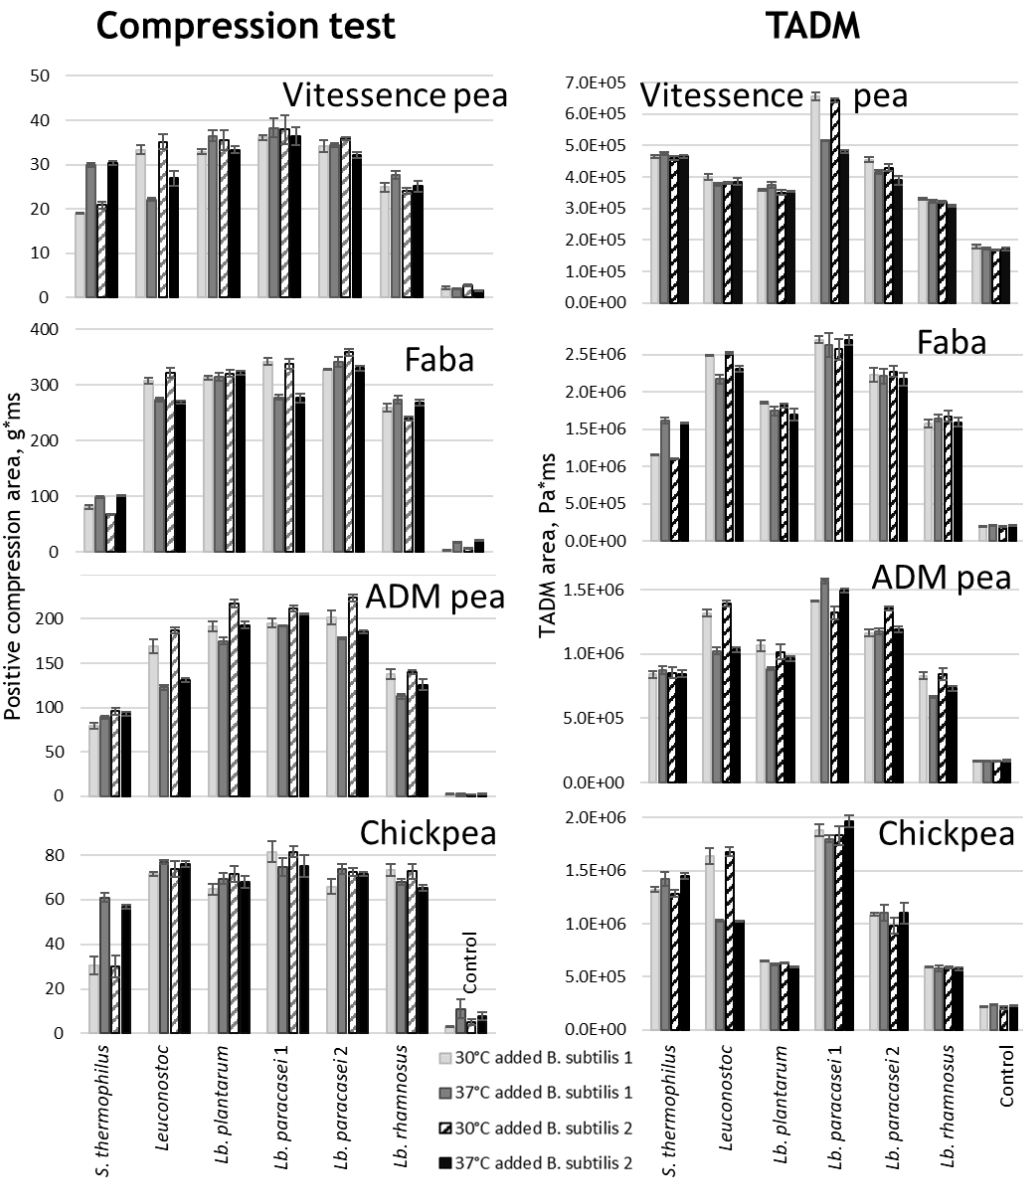 Compression test
TADM
Positive compression area, g*ms
50
40
30
20
10
0
Vitessence pea
400
300
200
100
0
Faba
200
150
100
50
0
ADM pea
80
60
40
20
0
Chickpea
Control
S. thermophilus
Leuconostoc
Lb. plantarum
Lb. paracasei 1
Lb. paracasei 2
Lb. rhamnosus
30°C added B. subtilis 1
37°C added B. subtilis 1
30°C added B. subtilis 2
37°C added B. subtilis 2
TADM area, Pa*ms
7.0E+05
6.0E+05
5.0E+05
4.0E+05
3.0E+05
2.0E+05
1.0E+05
0.0E+00
Vitessence pea
2.5E+06
2.0E+06
1.5E+06
1.0E+06
5.0E+05
0.0E+00
Faba
1.5E+06
1.0E+06
5.0E+05
0.0E+00
ADM pea
2.0E+06
1.5E+06
1.0E+06
5.0E+05
0.0E+00
Chickpea
S. thermophilus
Leuconostoc
Lb. plantarum
Lb. paracasei 1
Lb. paracasei 2
Lb. rhamnosus
Control